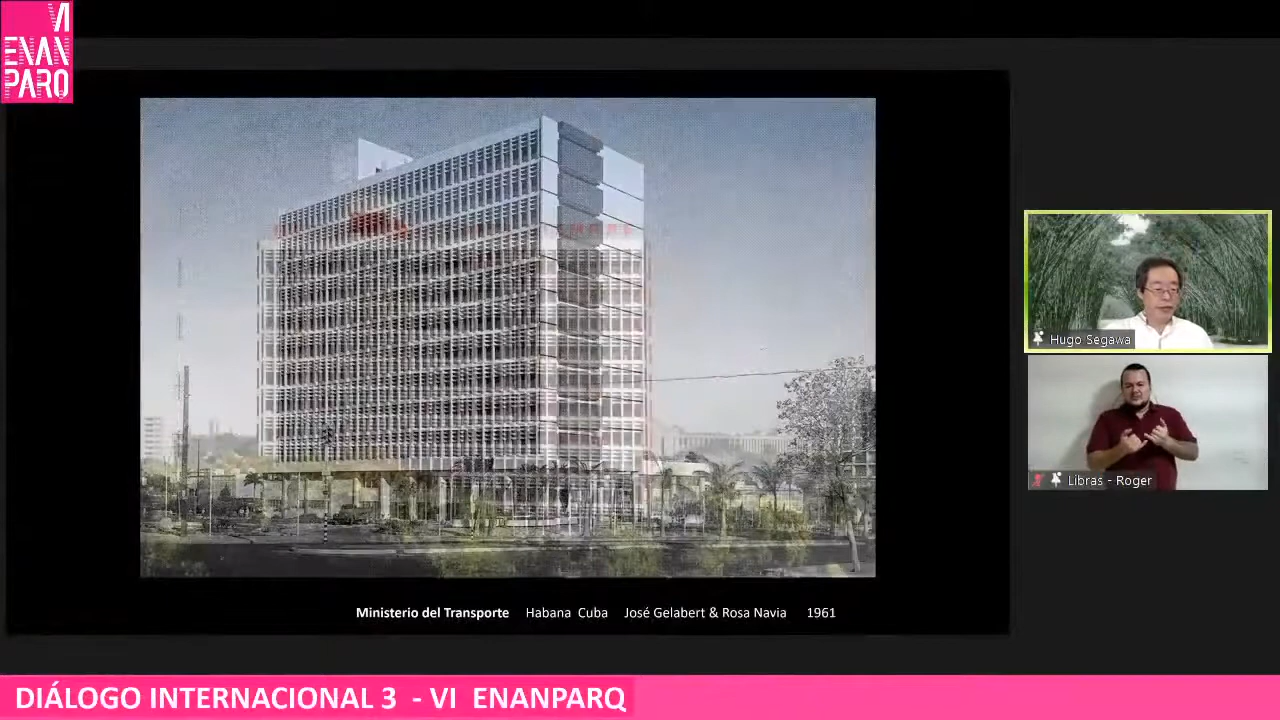 VI
ENAN
PARQ
Hugo Segawa
Libras - Roger
Ministerio del Transporte Habana Cuba José Gelabert & Rosa Navia 1961
DIÁLOGO INTERNACIONAL 3 - VI ENANPARQ